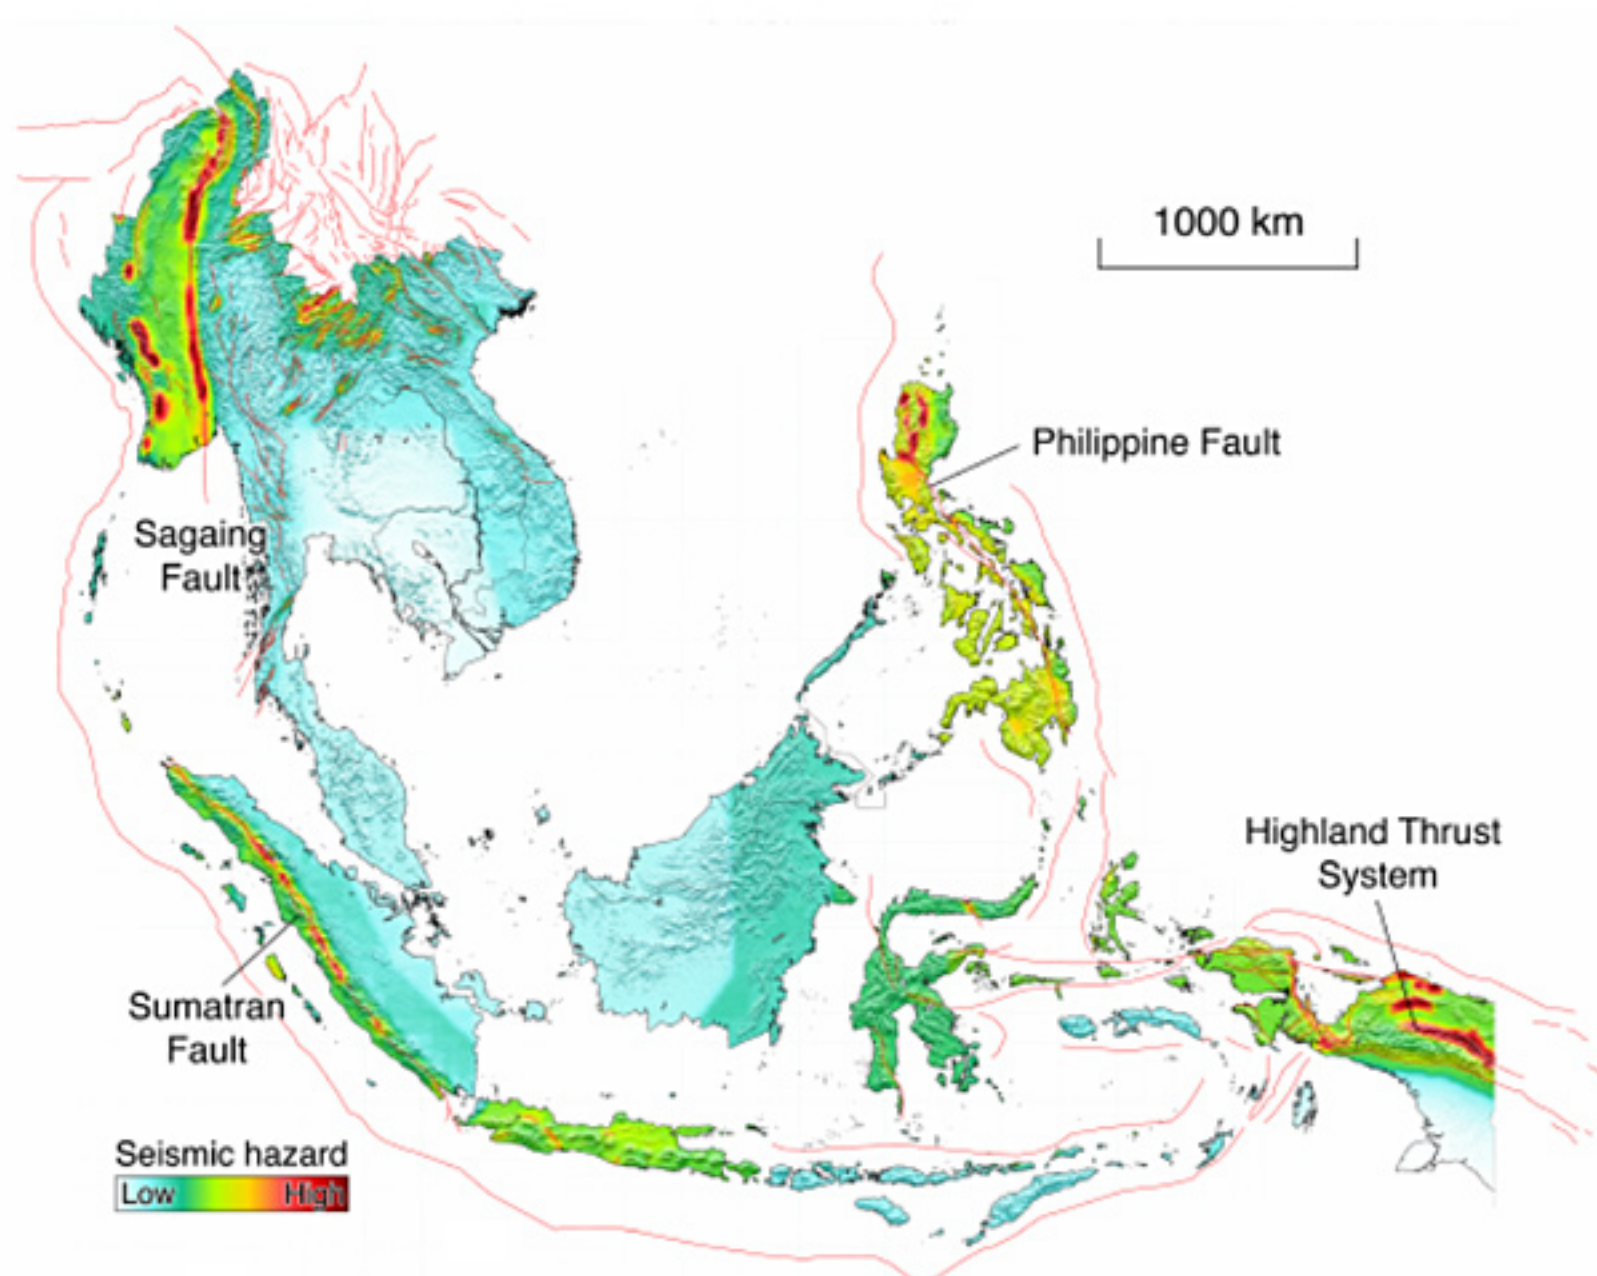 1000 km
Philippine Fault
Sagaing
Fault
Highland Thrust
System
Sumatran
Fault
Seismic hazard
Low High